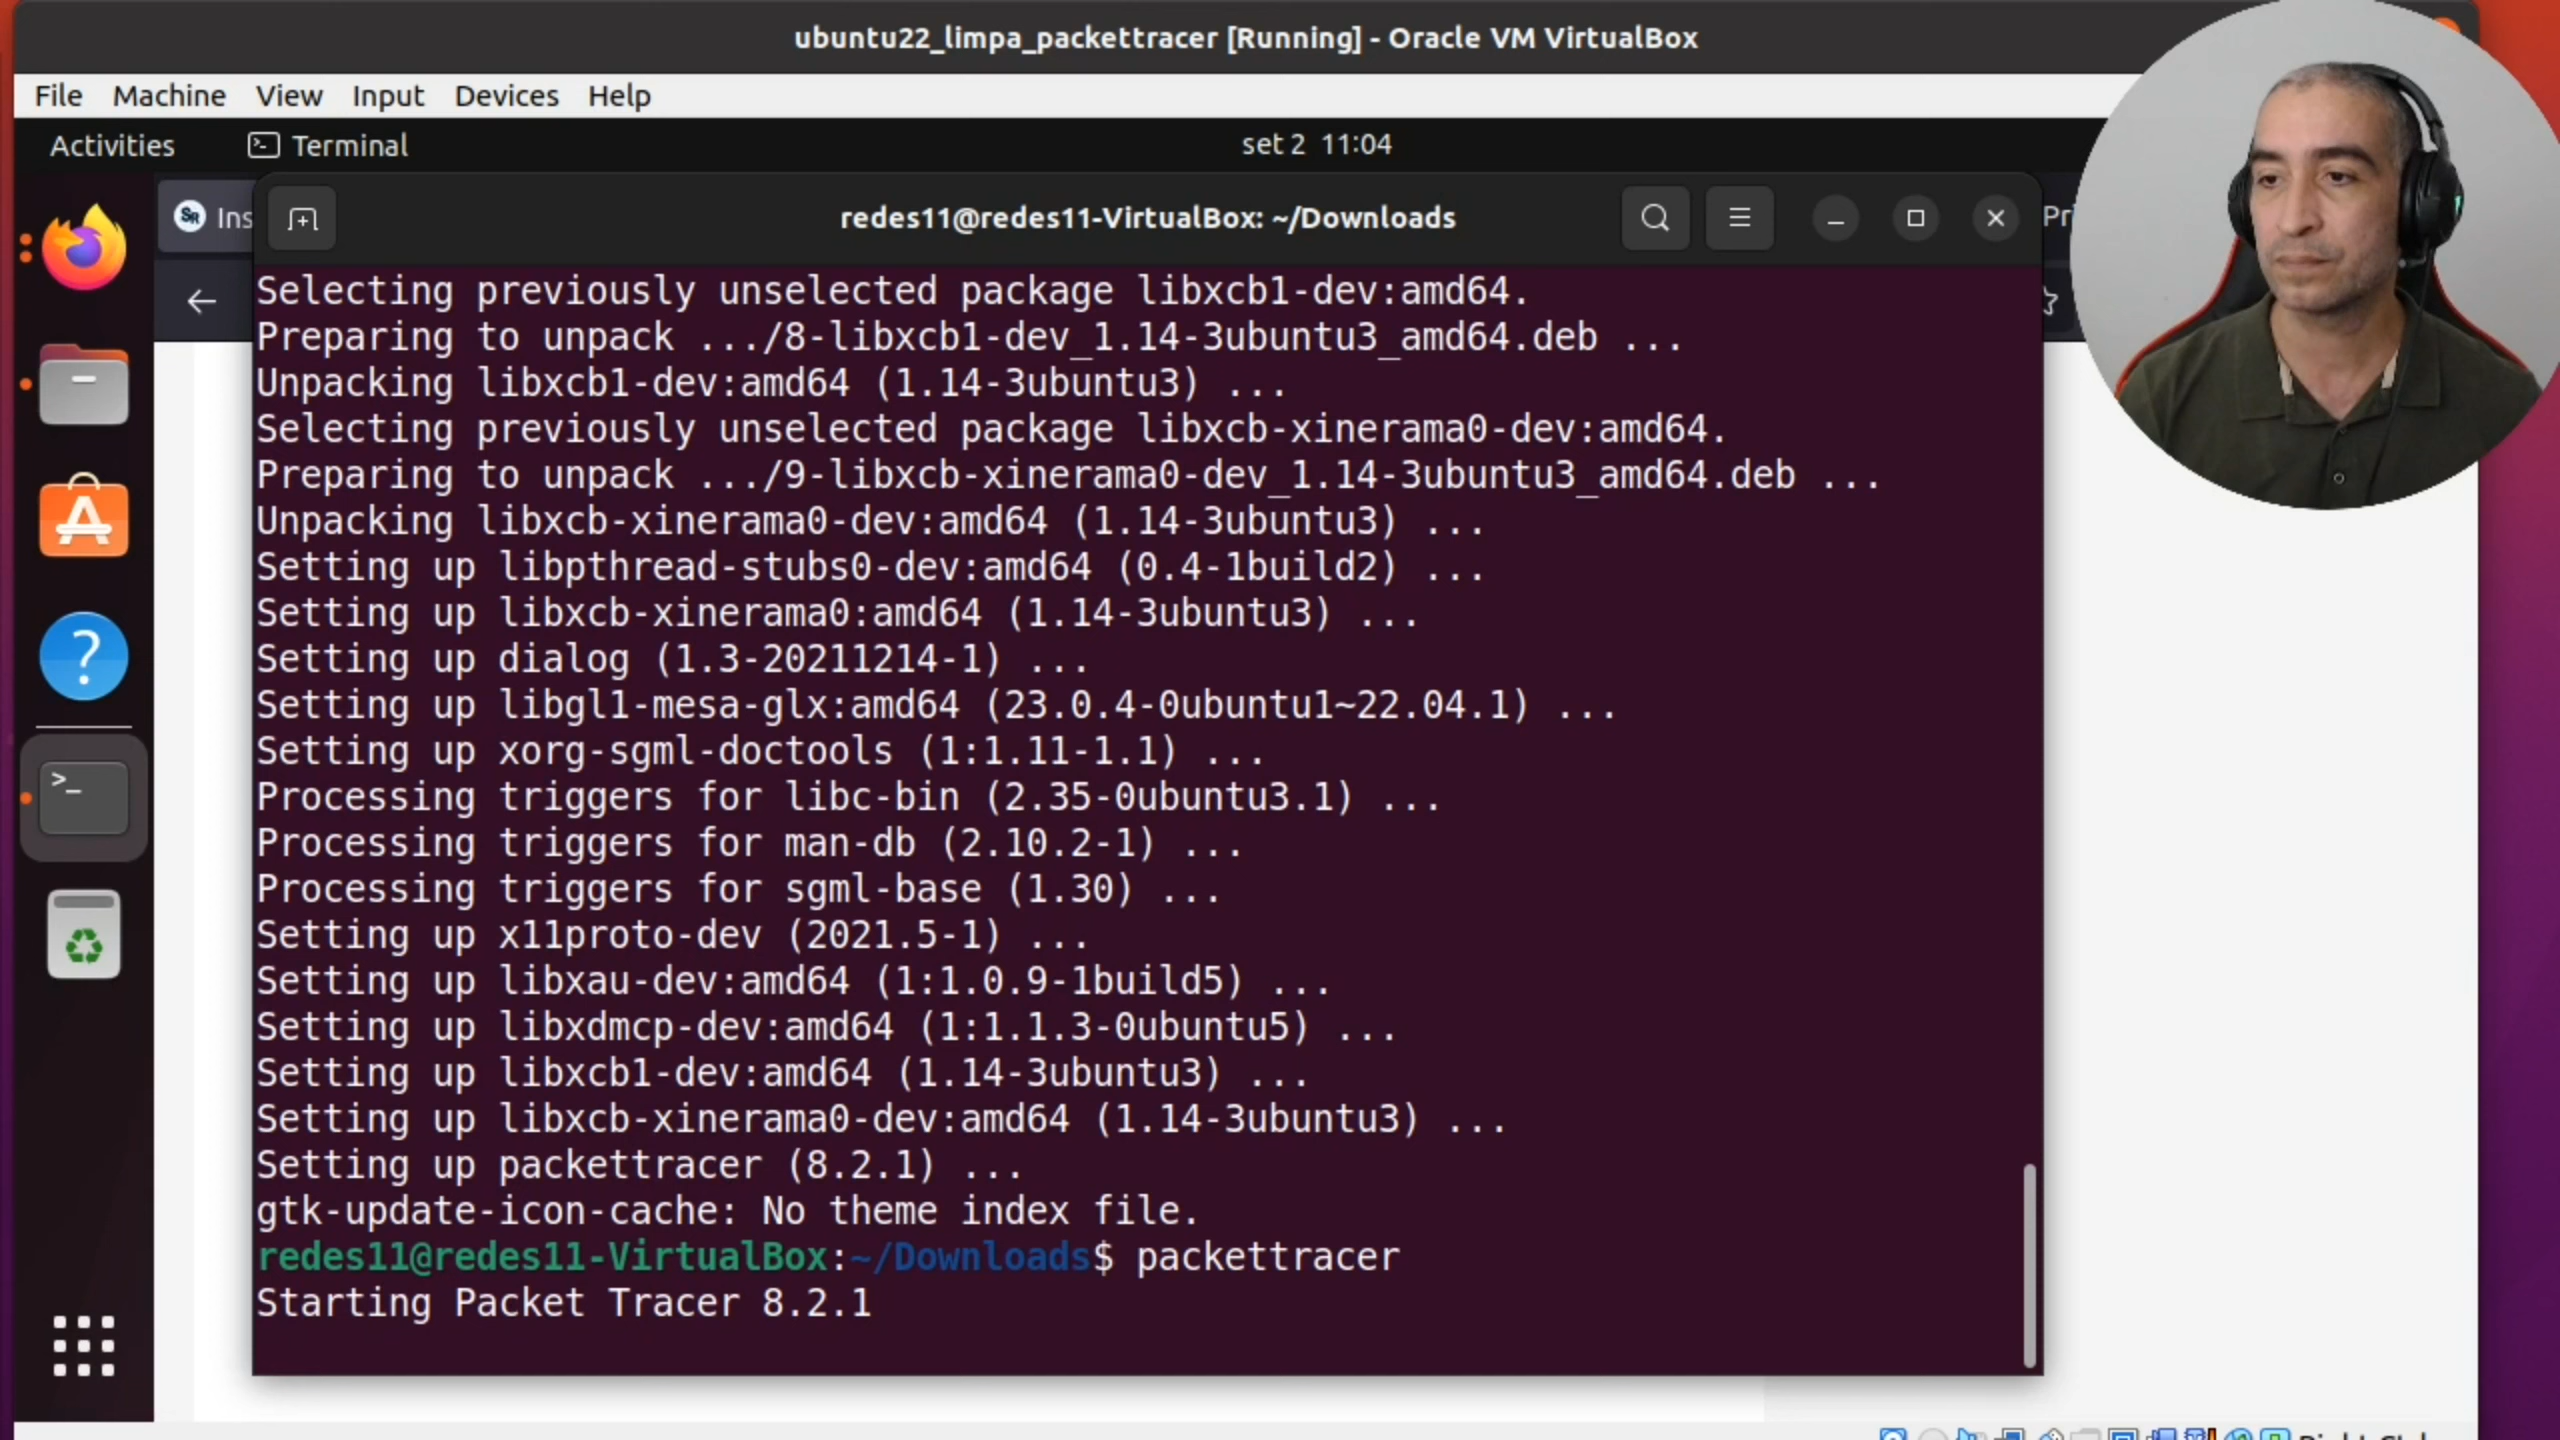 ubuntu22_limpa_packettracer [Running] - Oracle VM VirtualBox
File Machine View Input Devices Help
Activities Terminal set 2 11:04
Ins
redes11@redes11-VirtualBox: ~/Downloads
Selecting previously unselected package libxcb1-dev:amd64.
Preparing to unpack .../8-libxcb1-dev_1.14-3ubuntu3_amd64.deb ...
Unpacking libxcb1-dev:amd64 (1.14-3ubuntu3) ...
Selecting previously unselected package libxcb-xinerama0-dev:amd64.
Preparing to unpack .../9-libxcb-xinerama0-dev_1.14-3ubuntu3_amd64.deb ...
Unpacking libxcb-xinerama0-dev:amd64 (1.14-3ubuntu3) ...
Setting up libpthread-stubs0-dev:amd64 (0.4-1build2) ...
Setting up libxcb-xinerama0:amd64 (1.14-3ubuntu3) ...
Setting up dialog (1.3-20211214-1) ...
Setting up libgl1-mesa-glx:amd64 (23.0.4-0ubuntu1~22.04.1) ...
Setting up xorg-sgml-doctools (1:1.11-1.1) ...
Processing triggers for libc-bin (2.35-0ubuntu3.1) ...
Processing triggers for man-db (2.10.2-1) ...
Processing triggers for sgml-base (1.30) ...
Setting up x11proto-dev (2021.5-1) ...
Setting up libxau-dev:amd64 (1:1.0.9-1build5) ...
Setting up libxdmcp-dev:amd64 (1:1.1.3-0ubuntu5) ...
Setting up libxcb1-dev:amd64 (1.14-3ubuntu3) ...
Setting up libxcb-xinerama0-dev:amd64 (1.14-3ubuntu3) ...
Setting up packettracer (8.2.1) ...
gtk-update-icon-cache: No theme index file.
redes11@redes11-VirtualBox:~/Downloads$ packettracer
Starting Packet Tracer 8.2.1